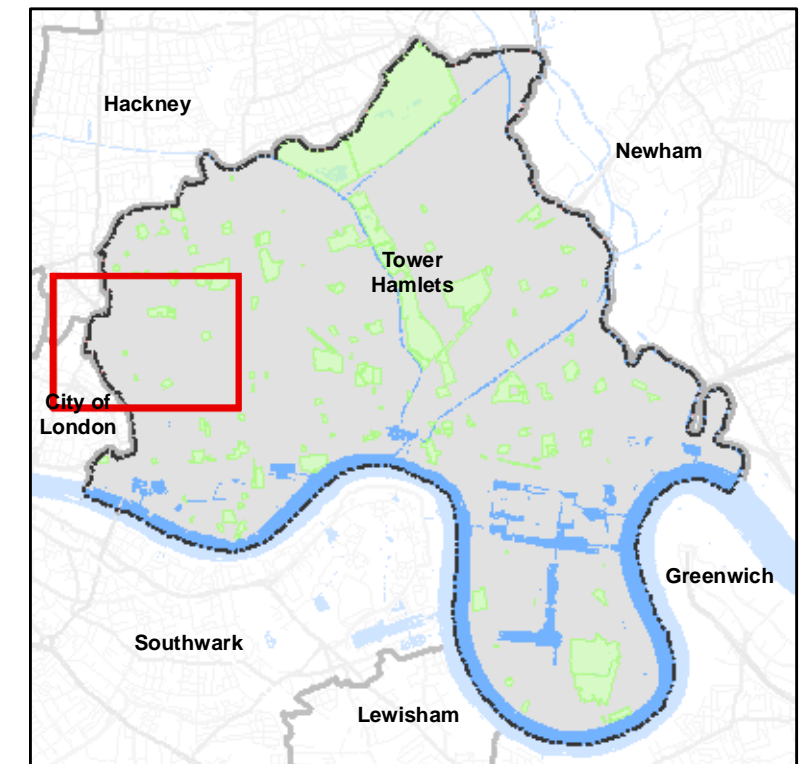 Hackney
Newham
Tower
Hamlets
City of
London
Greenwich
Southwark
Lewisham